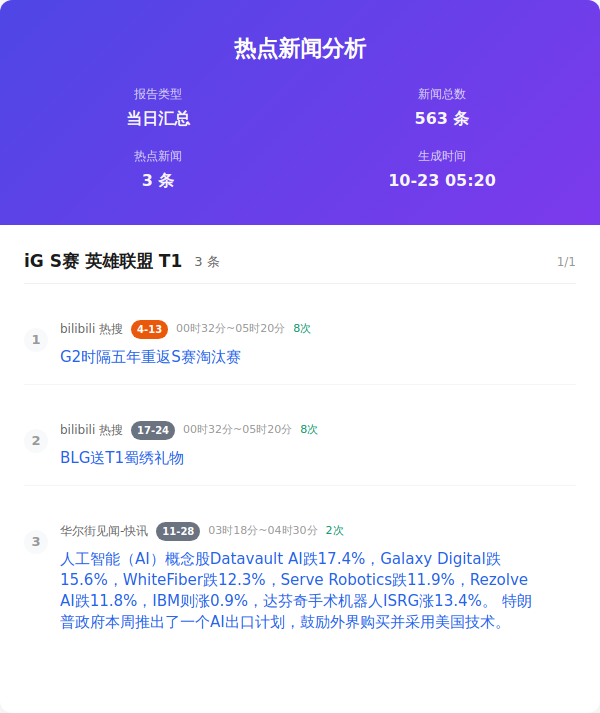 热点新闻分析
报告类型
当日汇总
新闻总数
563 条
热点新闻
3 条
生成时间
10-23 05:20
iG S赛 英雄联盟 T1 3 条 1/1
1
bilibili 热搜 4-13 00时32分~05时20分 8次
G2时隔五年重返S赛淘汰赛
2
bilibili 热搜 17-24 00时32分~05时20分 8次
BLG送T1蜀绣礼物
3
华尔街见闻-快讯 11-28 03时18分~04时30分 2次
人工智能（AI）概念股Datavault AI跌17.4%，Galaxy Digital跌
15.6%，WhiteFiber跌12.3%，Serve Robotics跌11.9%，Rezolve
AI跌11.8%，IBM则涨0.9%，达芬奇手术机器人ISRG涨13.4%。 特朗
普政府本周推出了一个AI出口计划，鼓励外界购买并采用美国技术。